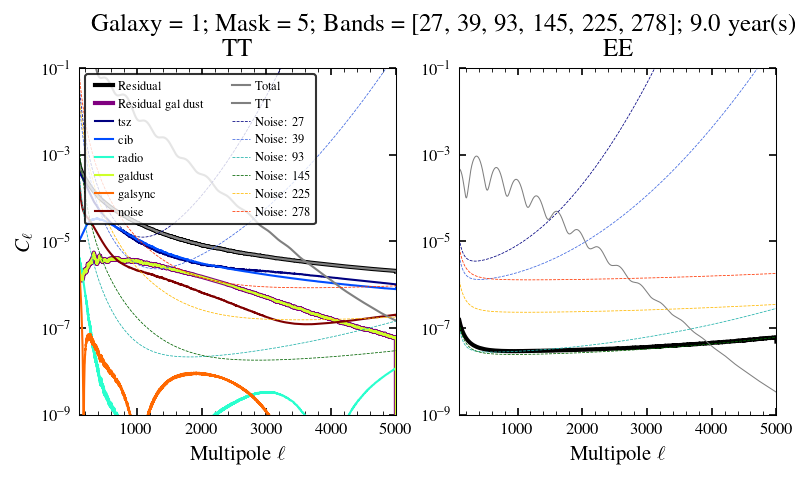 Galaxy = 1; Mask = 5; Bands = [27, 39, 93, 145, 225, 278]; 9.0 year(s)
TT
EE
Residual
Residual gal dust
tsz
cib
radio
galdust
galsync
noise
Total
TT
Noise: 27
Noise: 39
Noise: 93
Noise: 145
Noise: 225
Noise: 278
10⁻¹
10⁻³
10⁻⁵
10⁻⁷
10⁻⁹
C_ℓ
1000 2000 3000 4000 5000
Multipole ℓ
10⁻¹
10⁻³
10⁻⁵
10⁻⁷
10⁻⁹
1000 2000 3000 4000 5000
Multipole ℓ